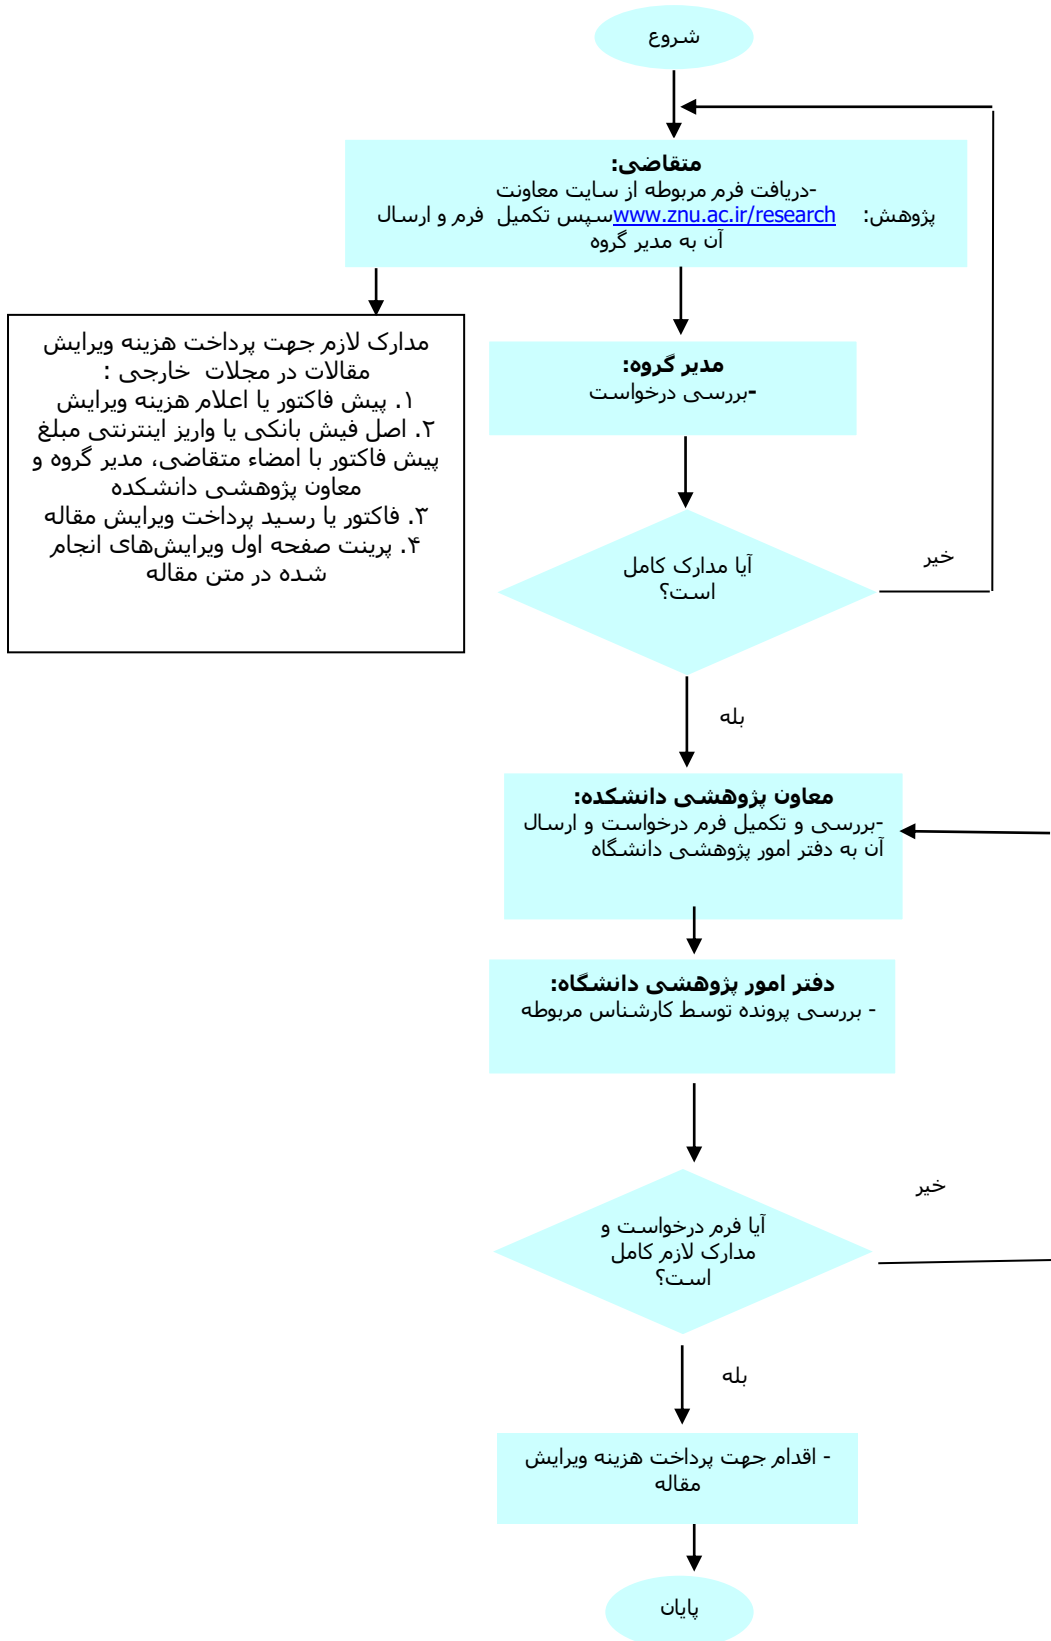 شروع
متقاضی:
-دریافت فرم مربوطه از سایت معاونت
پژوهش: www.znu.ac.ir/research سپس تکمیل فرم و ارسال
آن به مدیر گروه
مدارک لازم جهت پرداخت هزینه ویرایش
مقالات در مجلات خارجی :
۱. پیش فاکتور یا اعلام هزینه ویرایش
۲. اصل فیش بانکی یا واریز اینترنتی مبلغ
پیش فاکتور با امضاء متقاضی، مدیر گروه و
معاون پژوهشی دانشکده
۳. فاکتور یا رسید پرداخت ویرایش مقاله
۴. پرینت صفحه اول ویرایش‌های انجام
شده در متن مقاله
مدیر گروه:
-بررسی درخواست
آیا مدارک کامل
است؟
خیر
بله
معاون پژوهشی دانشکده:
-بررسی و تکمیل فرم درخواست و ارسال
آن به دفتر امور پژوهشی دانشگاه
دفتر امور پژوهشی دانشگاه:
- بررسی پرونده توسط کارشناس مربوطه
آیا فرم درخواست و
مدارک لازم کامل
است؟
خیر
بله
- اقدام جهت پرداخت هزینه ویرایش
مقاله
پایان